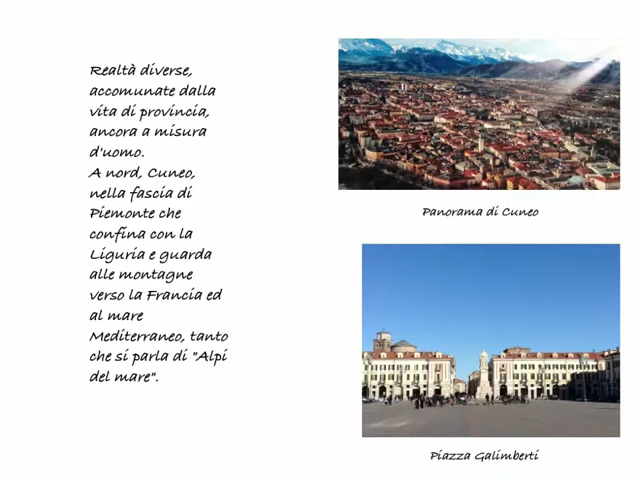 Realtà diverse,
accomunate dalla
vita di provincia,
ancora a misura
d'uomo.
A nord, Cuneo,
nella fascia di
Piemonte che
confina con la
Liguria e guarda
alle montagne
verso la Francia ed
al mare
Mediterraneo, tanto
che si parla di "Alpi
del mare".
Panorama di Cuneo
Piazza Galimberti